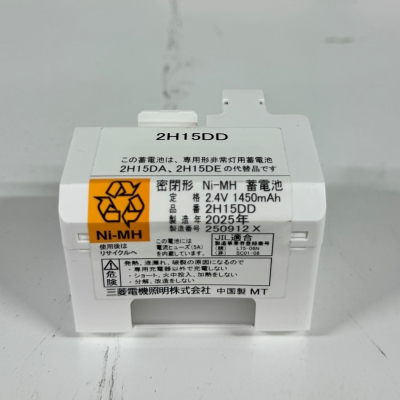 2H15DD
この蓄電池は、専用形非常灯用蓄電池
2H15DA、2H15DEの代替品です
密閉形 Ni-MH 蓄電池
定格 2.4V 1450mAh
品番 2H15DD
製造年 2025年
製造番号 250912 X
Ni-MH
使用後は
リサイクルへ
この電池には
電流ヒューズ(5A)
を内蔵しています
JIL適合
危険
・発熱、液漏れ、破裂の原因になるので
・専用充電器以外で充電しない
・ショート、火中投入、加熱をしない
・分解、改造をしない
三菱電機照明株式会社 中国製 MT